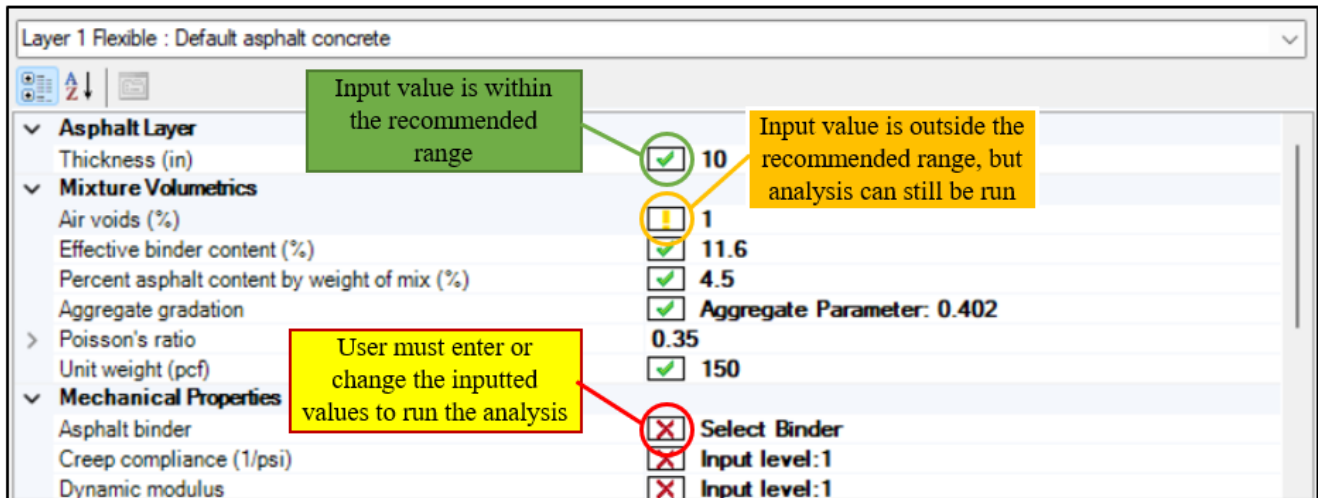 Layer 1 Flexible : Default asphalt concrete
A
Z
Input value is within
the recommended
range
Input value is outside the
recommended range, but
analysis can still be run
Asphalt Layer
Thickness (in) 10
Mixture Volumetrics
Air voids (%) 1
Effective binder content (%) 11.6
Percent asphalt content by weight of mix (%) 4.5
Aggregate gradation Aggregate Parameter: 0.402
Poisson's ratio 0.35
Unit weight (pcf) 150
User must enter or
change the inputted
values to run the analysis
Mechanical Properties
Asphalt binder Select Binder
Creep compliance (1/psi) Input level:1
Dynamic modulus Input level:1